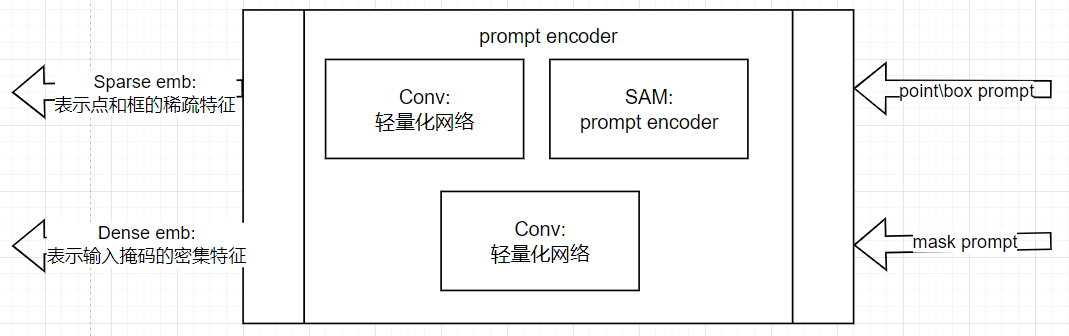 prompt encoder
Sparse emb:
表示点和框的稀疏特征
Conv:
轻量化网络
SAM:
prompt encoder
point\box prompt
Dense emb:
表示输入掩码的密集特征
Conv:
轻量化网络
mask prompt